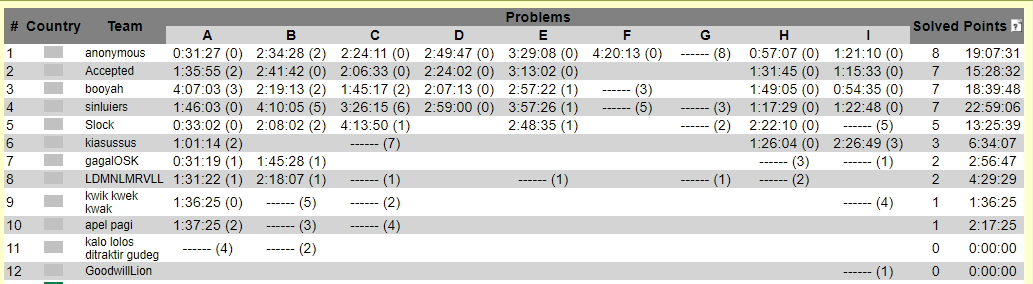 Problems
# Country Team A B C D E F G H I Solved Points
1 anonymous 0:31:27 (0) 2:34:28 (2) 2:24:11 (0) 2:49:47 (0) 3:29:08 (0) 4:20:13 (0) ------ (8) 0:57:07 (0) 1:21:10 (0) 8 19:07:31
2 Accepted 1:35:55 (2) 2:41:42 (0) 2:06:33 (0) 2:24:02 (0) 3:13:02 (0) 1:31:45 (0) 1:15:33 (0) 7 15:28:32
3 booyah 4:07:03 (3) 2:19:13 (2) 1:45:17 (2) 2:07:13 (0) 2:57:22 (1) ------ (3) 1:49:05 (0) 0:54:35 (0) 7 18:39:48
4 sinluiers 1:46:03 (0) 4:10:05 (5) 3:26:15 (6) 2:59:00 (0) 3:57:26 (1) ------ (5) ------ (3) 1:17:29 (0) 1:22:48 (0) 7 22:59:06
5 Slock 0:33:02 (0) 2:08:02 (2) 4:13:50 (1) 2:48:35 (1) ------ (2) 2:22:10 (0) ------ (5) 5 13:25:39
6 kiasussus 1:01:14 (2) ------ (7) 1:26:04 (0) 2:26:49 (3) 3 6:34:07
7 gagalOSK 0:31:19 (1) 1:45:28 (1) ------ (3) ------ (1) 2 2:56:47
8 LDMNLMRVLL 1:31:22 (1) 2:18:07 (1) ------ (1) ------ (1) ------ (1) ------ (2) 2 4:29:29
9 kwik kwek
kwak 1:36:25 (0) ------ (5) ------ (2) ------ (4) 1 1:36:25
10 apel pagi 1:37:25 (2) ------ (3) ------ (4) 1 2:17:25
11 kalo lolos
ditraktir gudeg ------ (4) ------ (2) 0 0:00:00
12 GoodwillLion ------ (1) 0 0:00:00